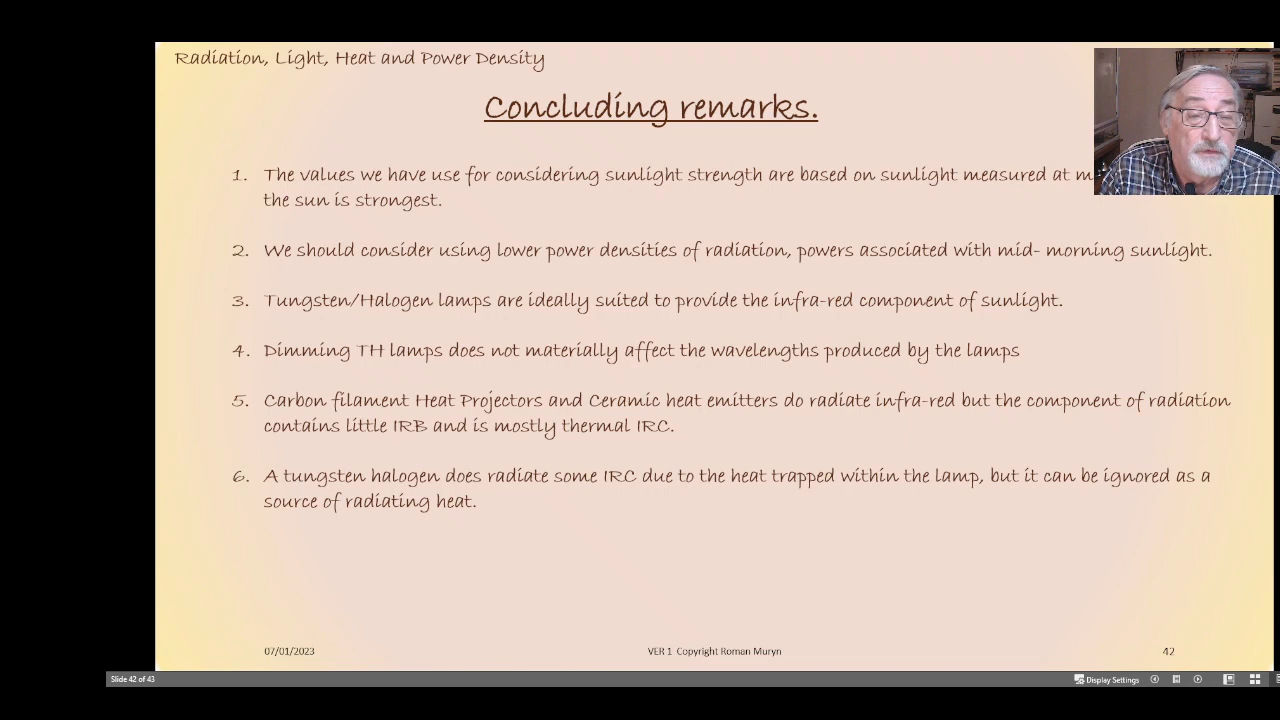 Radiation, Light, Heat and Power Density
Concluding remarks.
1. The values we have use for considering sunlight strength are based on sunlight measured at
the sun is strongest.
2. We should consider using lower power densities of radiation, powers associated with mid- morning sunlight.
3. Tungsten/Halogen lamps are ideally suited to provide the infra-red component of sunlight.
4. Dimming TH lamps does not materially affect the wavelengths produced by the lamps
5. Carbon filament Heat Projectors and Ceramic heat emitters do radiate infra-red but the component of radiation
contains little IRB and is mostly thermal IRC.
6. A tungsten halogen does radiate some IRC due to the heat trapped within the lamp, but it can be ignored as a
source of radiating heat.
07/01/2023 VER 1 Copyright Roman Muryn 42
Slide 42 of 43 Display Settings